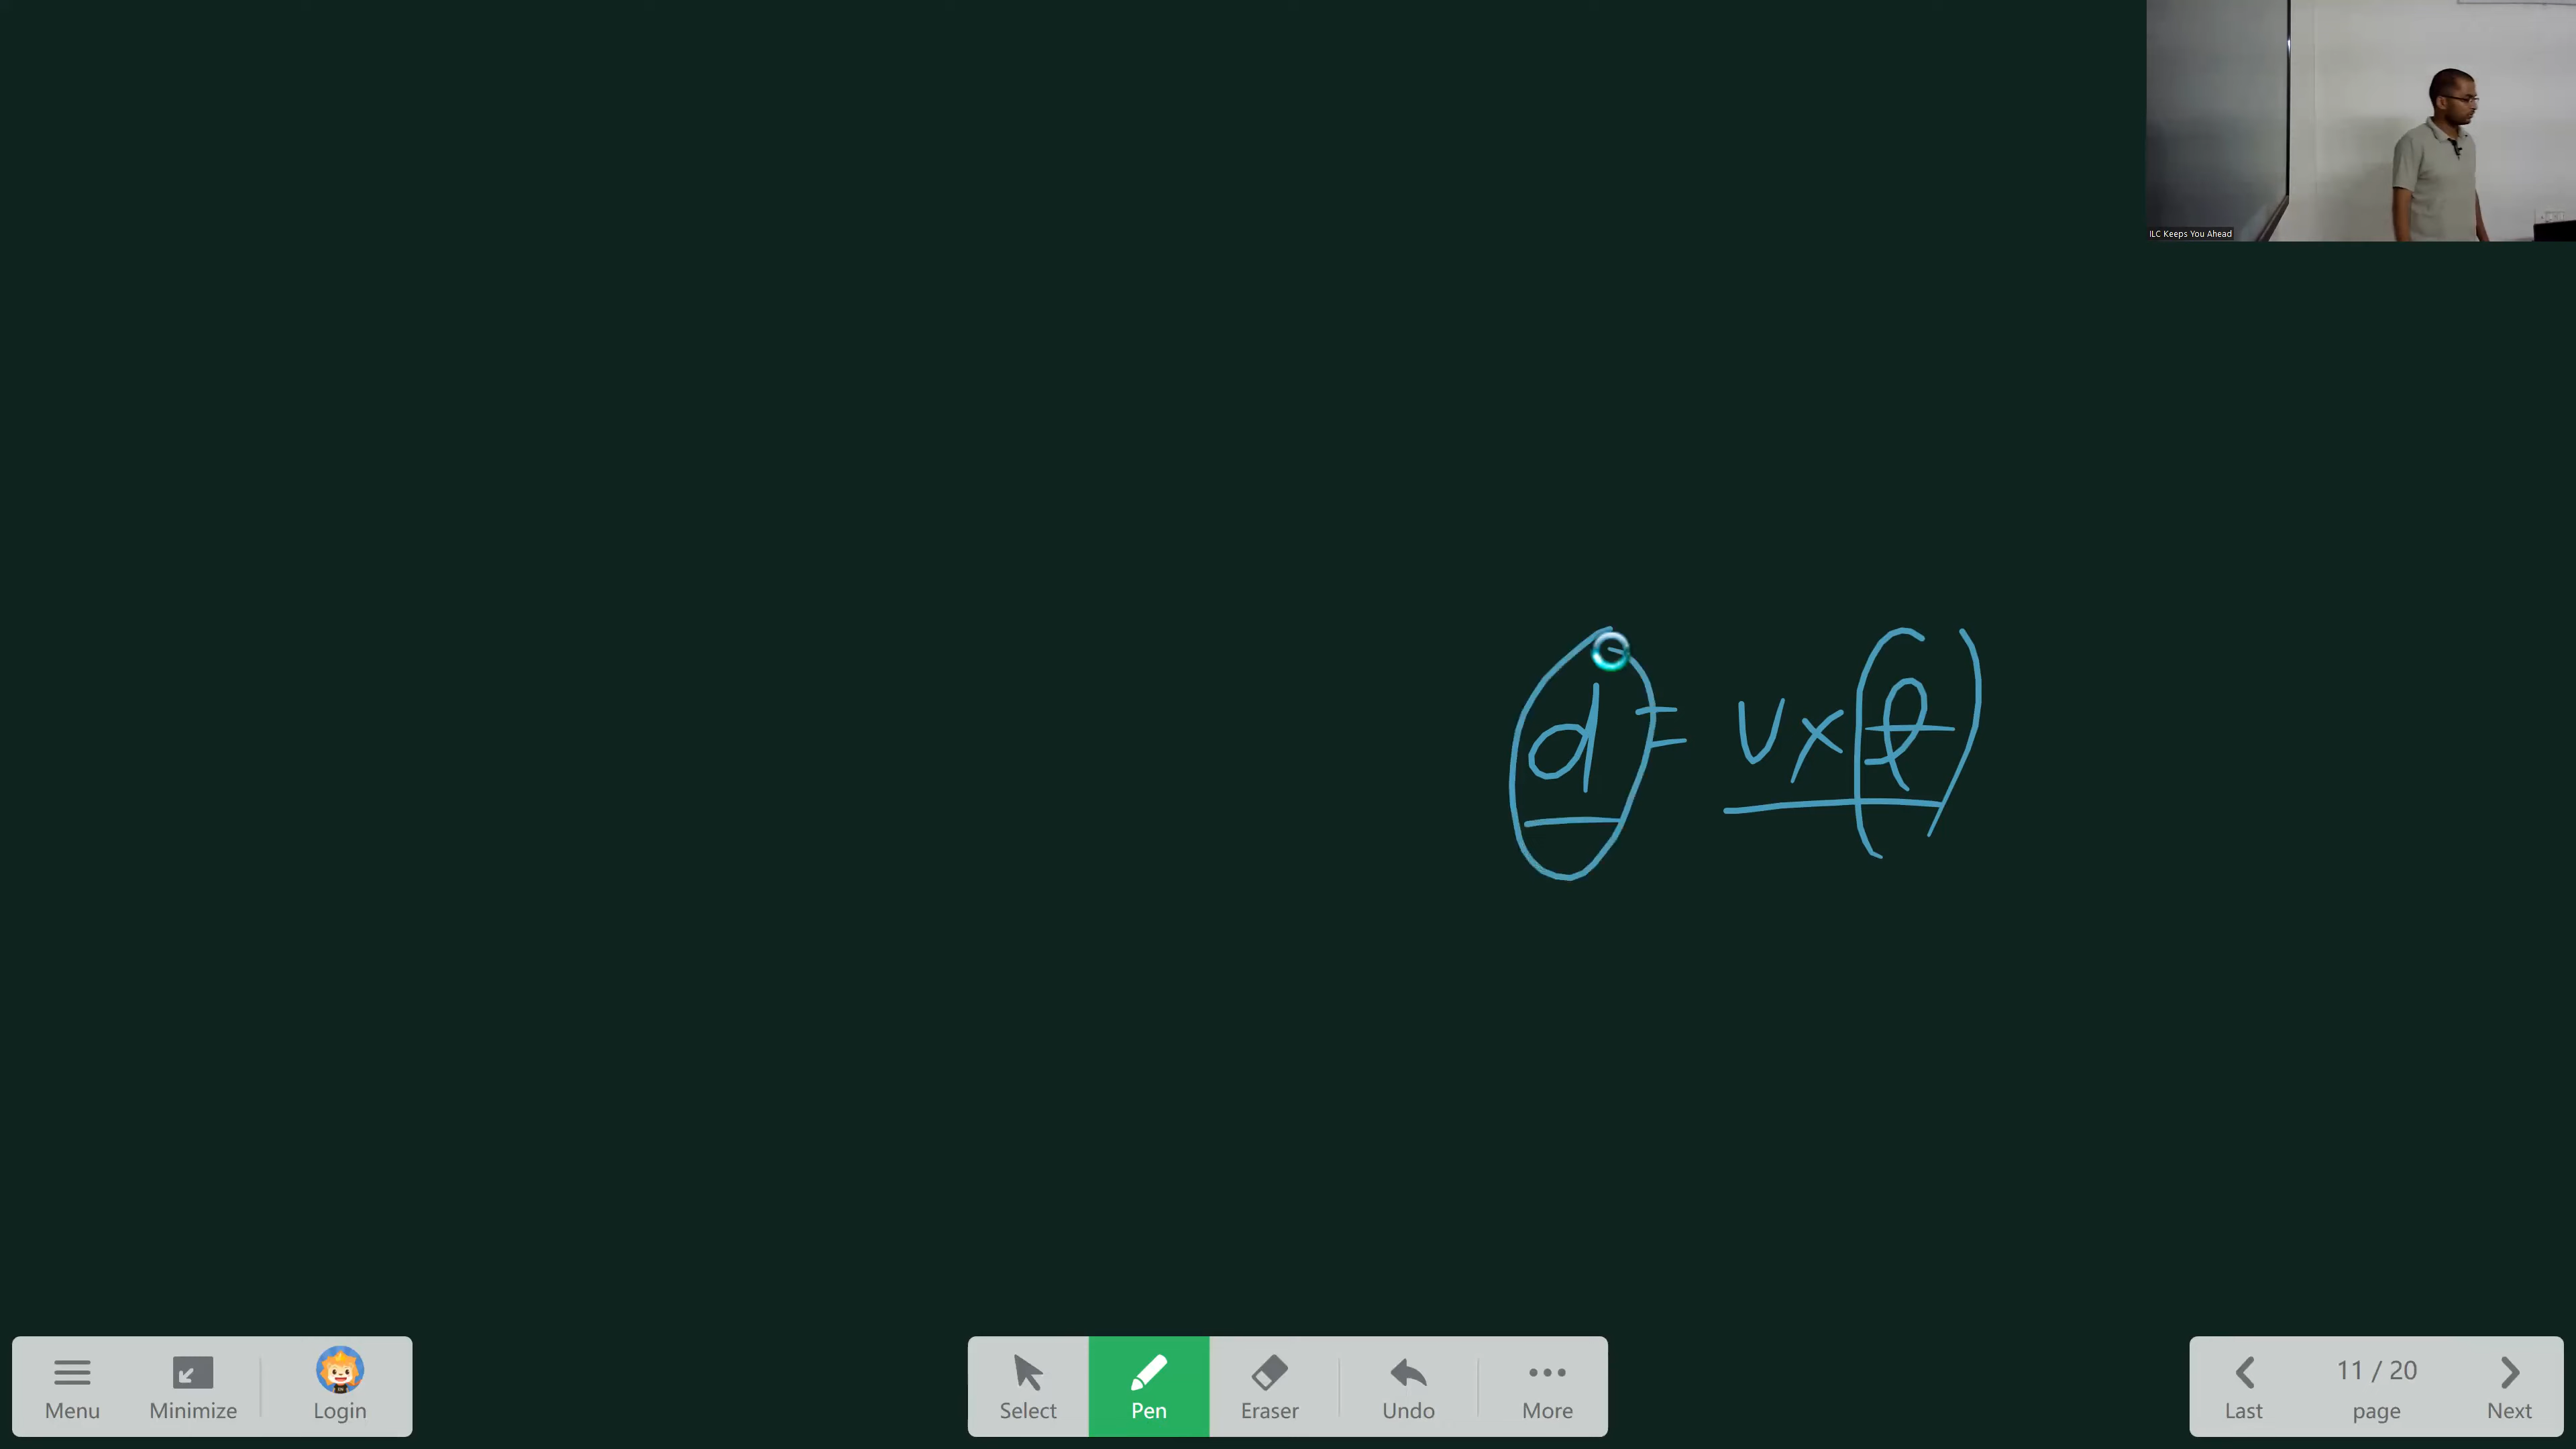 ILC Keeps You Ahead
d = v × t
Menu Minimize Login Select Pen Eraser Undo More Last 11 / 20 page Next